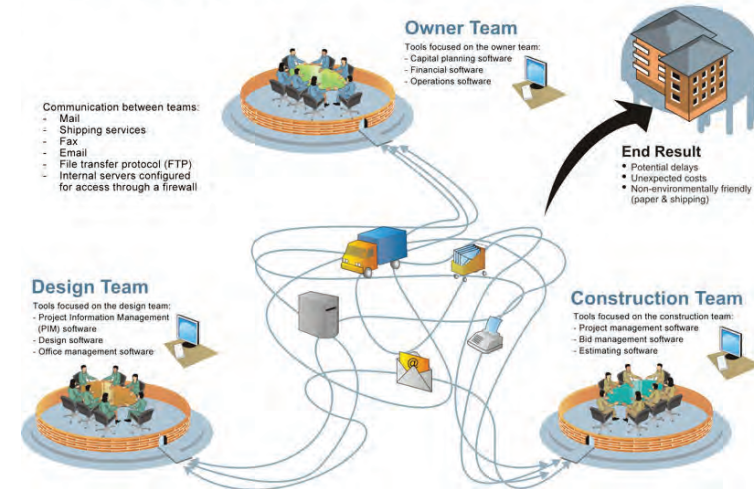 Owner Team
Tools focused on the owner team:
- Capital planning software
- Financial software
- Operations software
Communication between teams:
- Mail
- Shipping services
- Fax
- Email
- File transfer protocol (FTP)
- Internal servers configured
for access through a firewall
End Result
• Potential delays
• Unexpected costs
• Non-environmentally friendly
(paper & shipping)
Design Team
Tools focused on the design team:
- Project Information Management
(PIM) software
- Design software
- Office management software
Construction Team
Tools focused on the construction team:
- Project management software
- Bid management software
- Estimating software
@